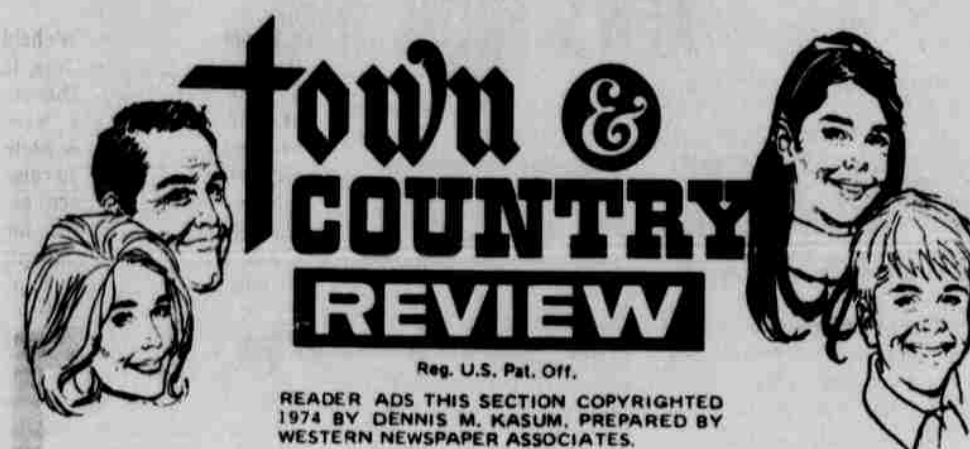 town &
COUNTRY
REVIEW
Reg. U.S. Pat. Off.
READER ADS THIS SECTION COPYRIGHTED
1974 BY DENNIS M. KASUM. PREPARED BY
WESTERN NEWSPAPER ASSOCIATES.